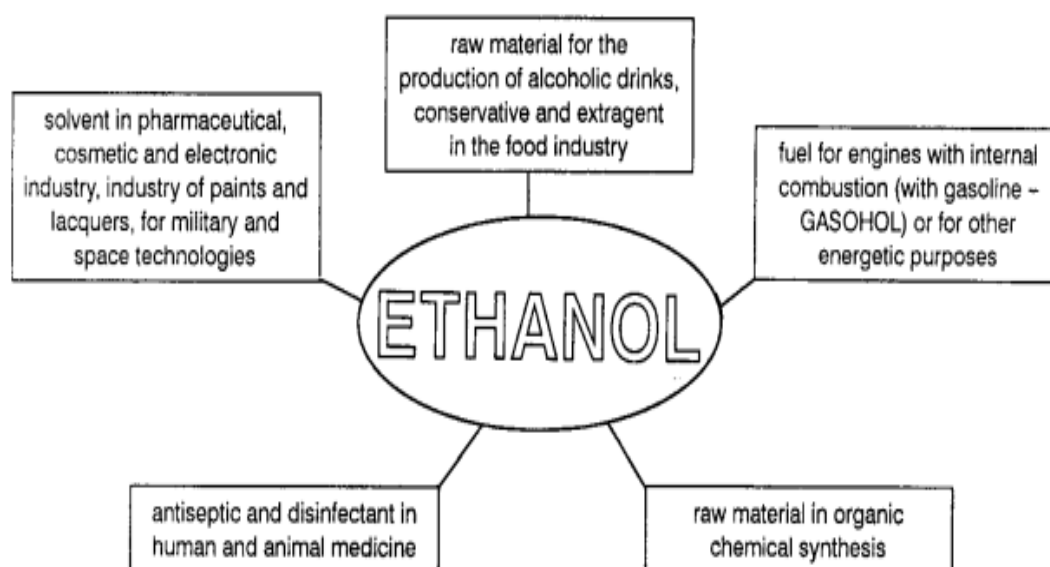 raw material for the
production of alcoholic drinks,
conservative and extragent
in the food industry
solvent in pharmaceutical,
cosmetic and electronic
industry, industry of paints and
lacquers, for military and
space technologies
fuel for engines with internal
combustion (with gasoline –
GASOHOL) or for other
energetic purposes
ETHANOL
antiseptic and disinfectant in
human and animal medicine
raw material in organic
chemical synthesis